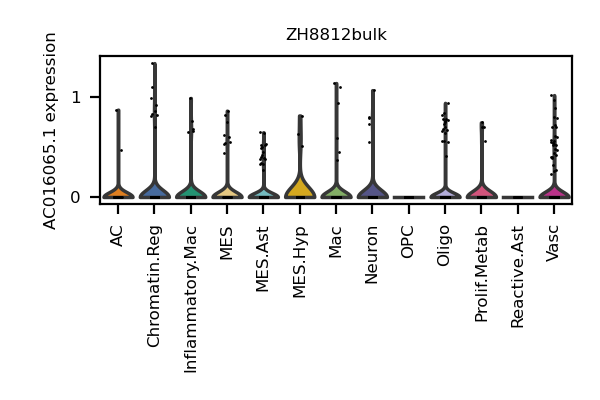 ZH8812bulk
AC016065.1 expression
1
0
AC
Chromatin.Reg
Inflammatory.Mac
MES
MES.Ast
MES.Hyp
Mac
Neuron
OPC
Oligo
Prolif.Metab
Reactive.Ast
Vasc